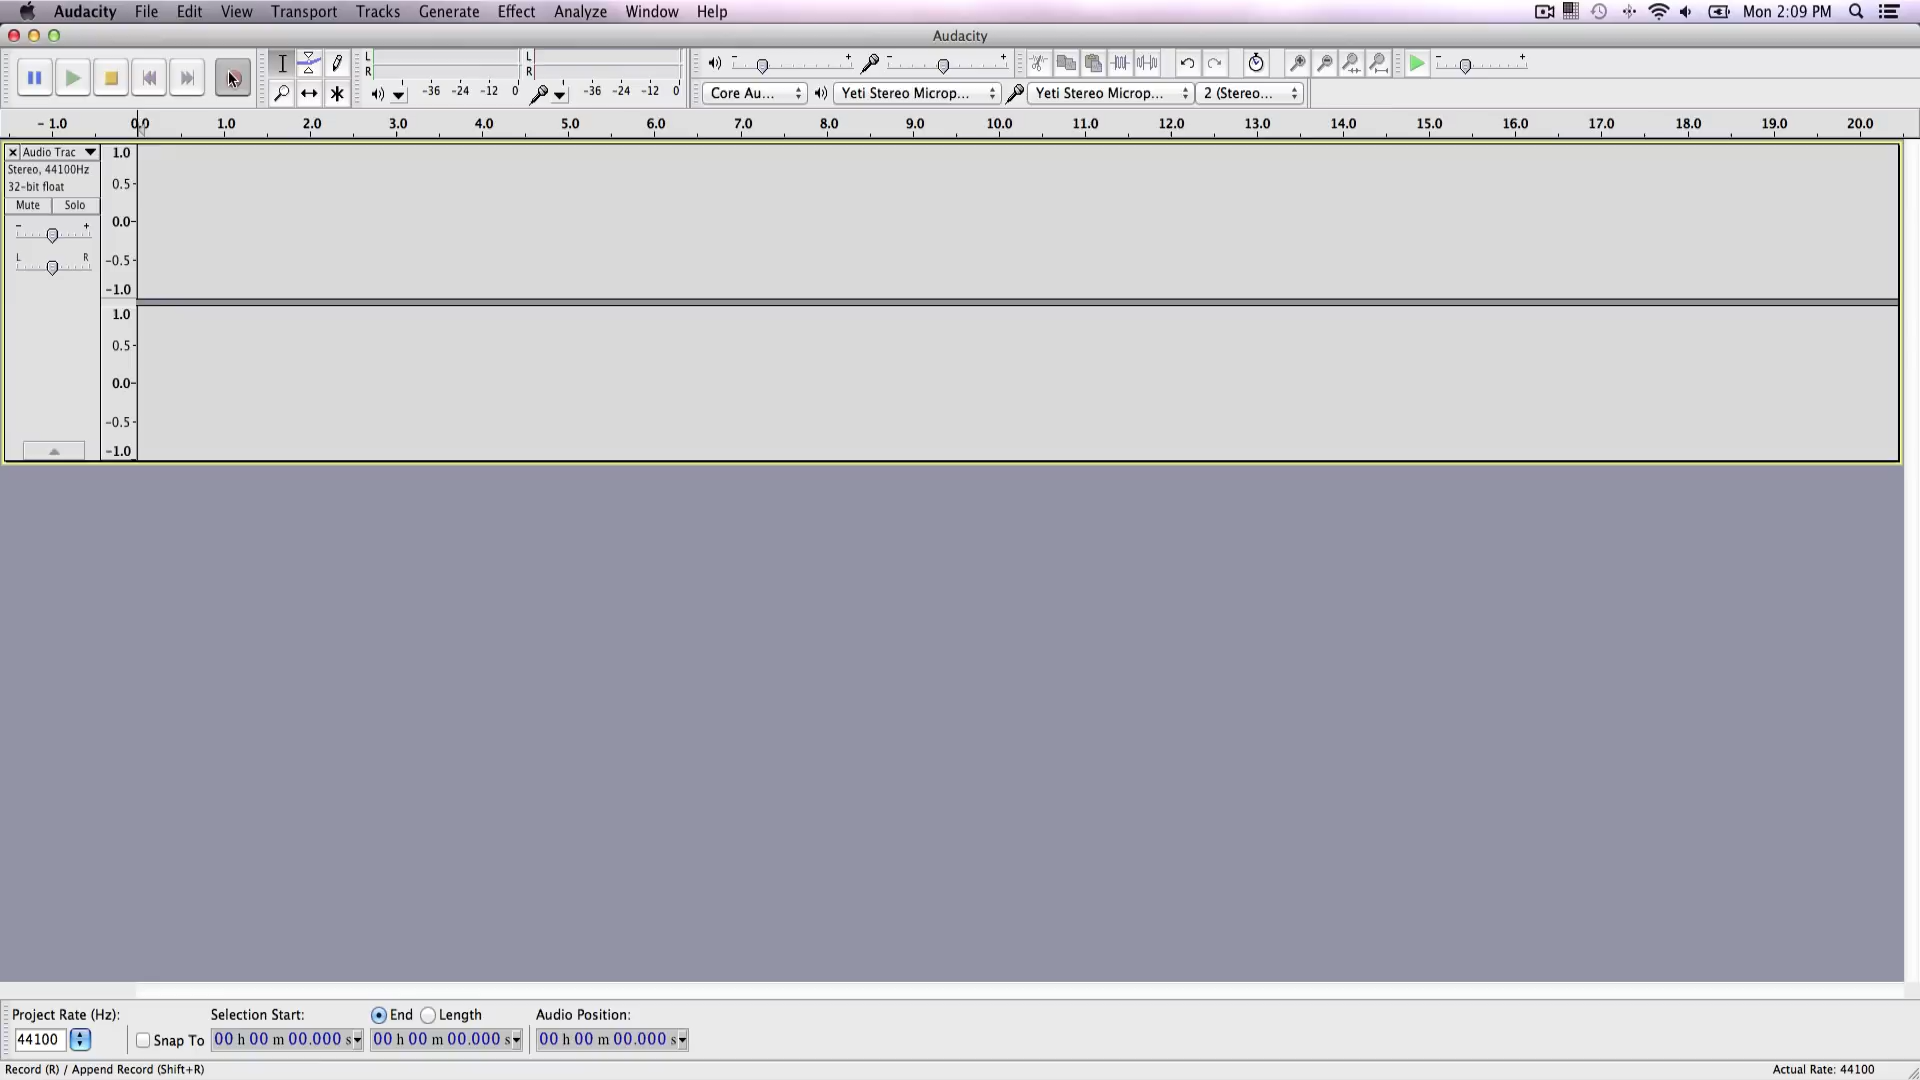 Audacity File Edit View Transport Tracks Generate Effect Analyze Window Help Mon 2:09 PM
Audacity
L
R
L
R
-36 -24 -12 0 -36 -24 -12 0
- + - + - +
Core Au... Yeti Stereo Microp... Yeti Stereo Microp... 2 (Stereo...
- 1.0 0.0 1.0 2.0 3.0 4.0 5.0 6.0 7.0 8.0 9.0 10.0 11.0 12.0 13.0 14.0 15.0 16.0 17.0 18.0 19.0 20.0
Audio Trac
Stereo, 44100Hz
32-bit float
Mute Solo
- +
L R
1.0
0.5
0.0
-0.5
-1.0
1.0
0.5
0.0
-0.5
-1.0
Project Rate (Hz): Selection Start: End Length Audio Position:
44100 Snap To 00 h 00 m 00.000 s 00 h 00 m 00.000 s 00 h 00 m 00.000 s
Record (R) / Append Record (Shift+R) Actual Rate: 44100